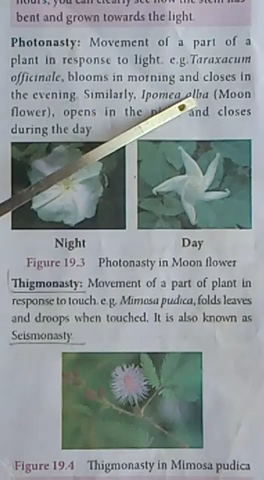 bent and grown towards the light.
Photonasty: Movement of a part of a
plant in response to light. e.g. Taraxacum
officinale, blooms in morning and closes in
the evening. Similarly, Ipomea alba (Moon
flower), opens in the and closes
during the day
Night Day
Figure 19.3 Photonasty in Moon flower
Thigmonasty: Movement of a part of plant in
response to touch. e.g. Mimosa pudica, folds leaves
and droops when touched. It is also known as
Seismonasty.
Figure 19.4 Thigmonasty in Mimosa pudica